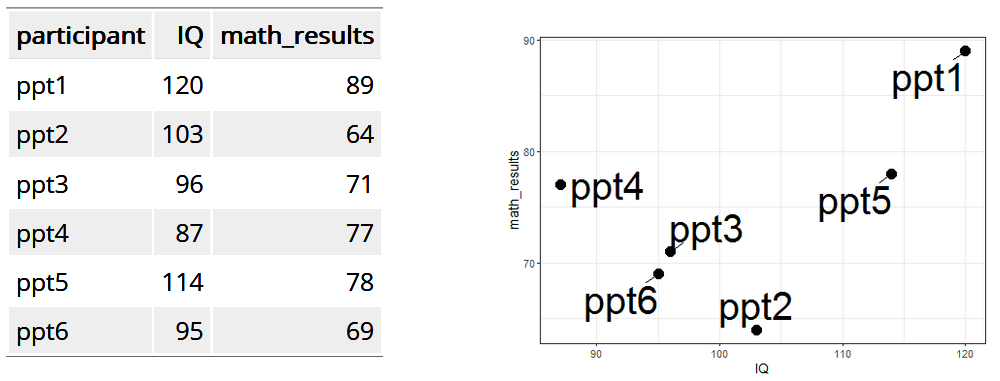 participant IQ math_results
ppt1 120 89
ppt2 103 64
ppt3 96 71
ppt4 87 77
ppt5 114 78
ppt6 95 69
90
80
70
math_results
ppt1
ppt4
ppt5
ppt3
ppt6
ppt2
90 100 110 120
IQ